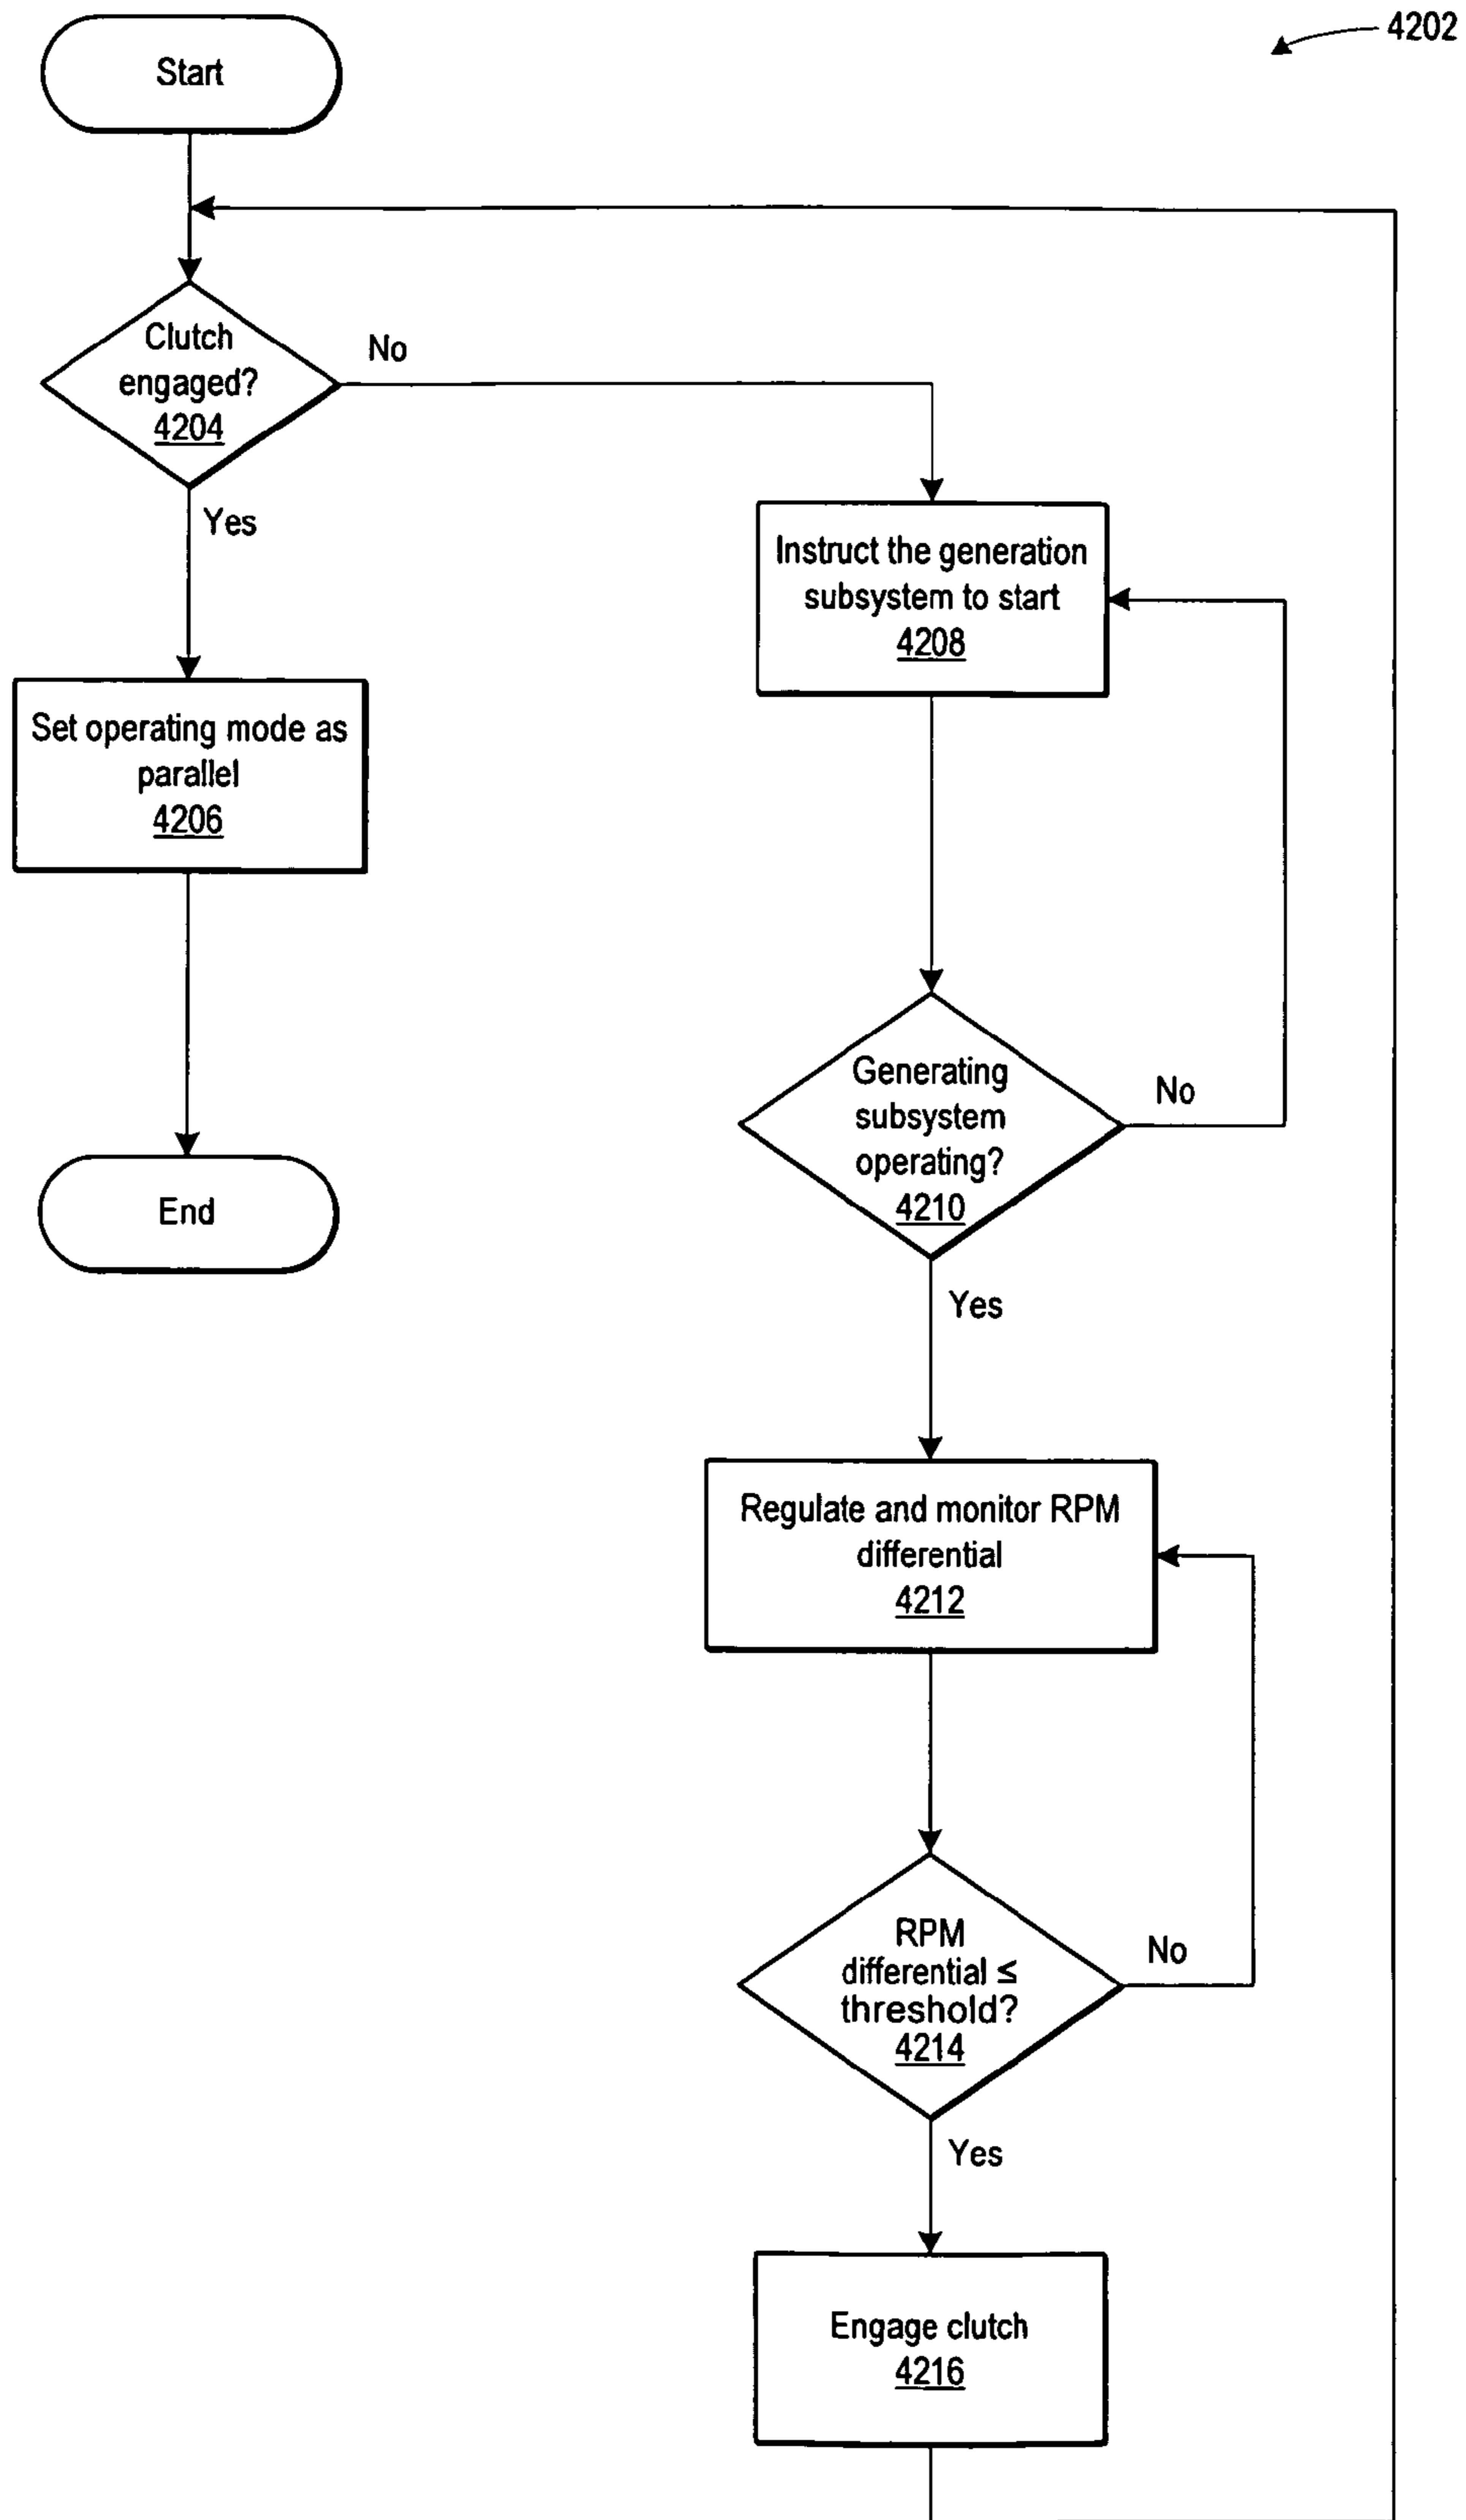 4202
Start
Clutch
engaged?
4204
No
Yes
Set operating mode as
parallel
4206
End
Instruct the generation
subsystem to start
4208
Generating
subsystem
operating?
4210
No
Yes
Regulate and monitor RPM
differential
4212
RPM
differential ≤
threshold?
4214
No
Yes
Engage clutch
4216